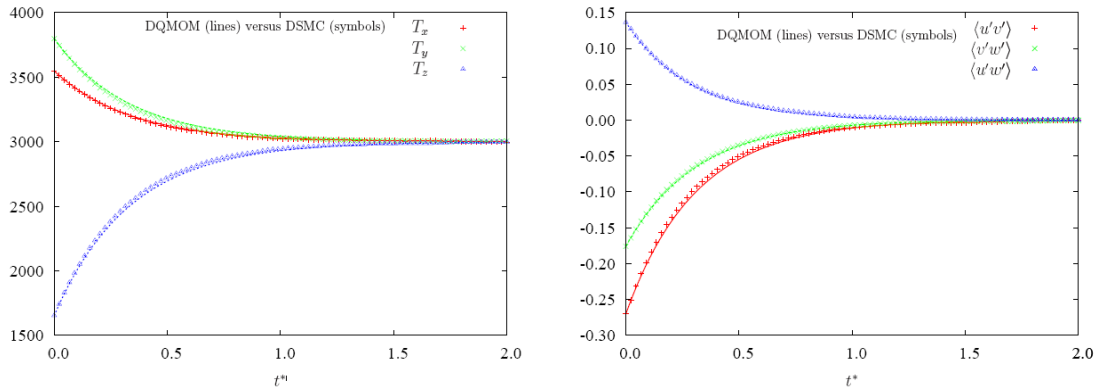 DQMOM (lines) versus DSMC (symbols)
T_x
T_y
T_z
4000
3500
3000
2500
2000
1500
0.0 0.5 1.0 1.5 2.0
t*ı
DQMOM (lines) versus DSMC (symbols)
⟨u′v′⟩
⟨v′w′⟩
⟨u′w′⟩
0.15
0.10
0.05
0.00
-0.05
-0.10
-0.15
-0.20
-0.25
-0.30
0.0 0.5 1.0 1.5 2.0
t*